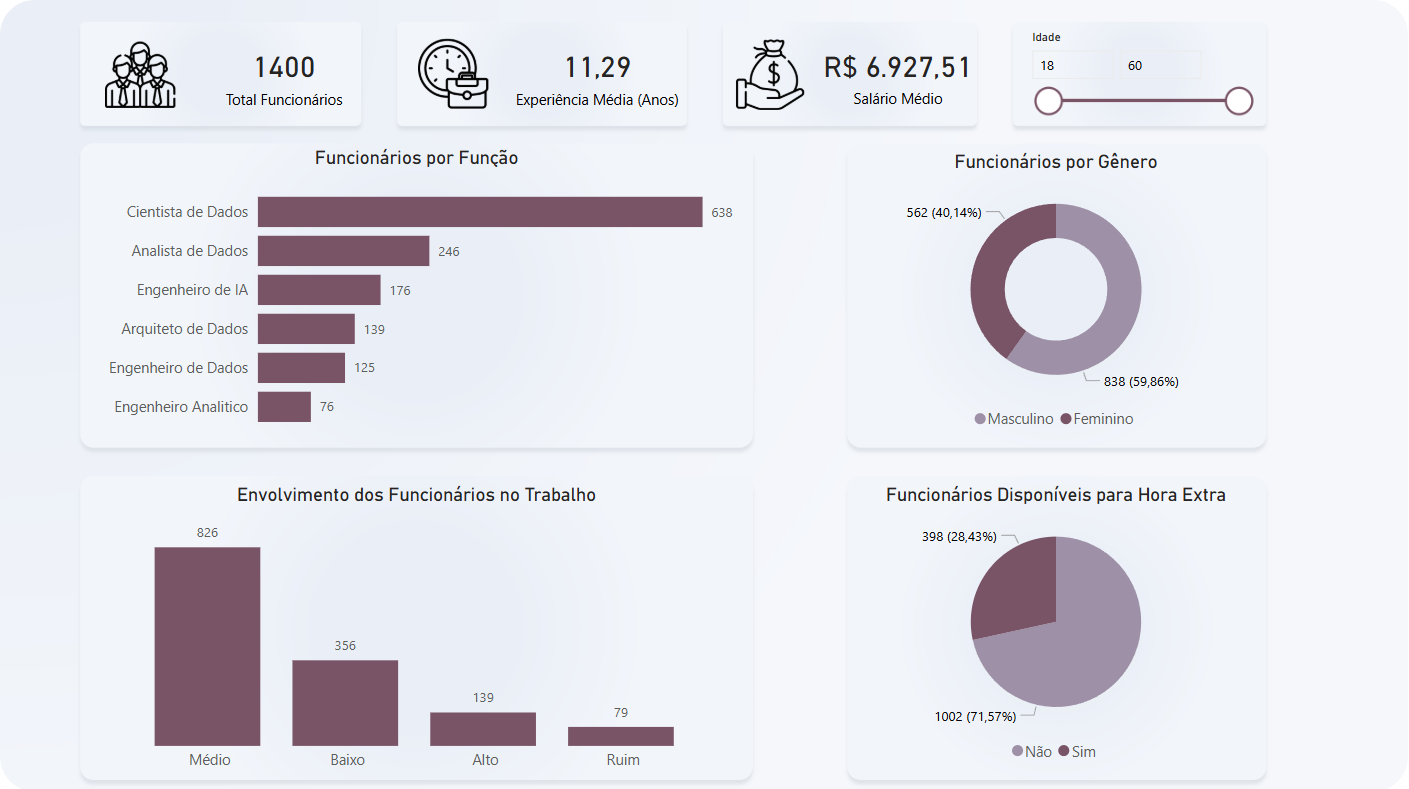 1400
Total Funcionários
11,29
Experiência Média (Anos)
R$ 6.927,51
Salário Médio
Idade
18
60
Funcionários por Função
Cientista de Dados 638
Analista de Dados 246
Engenheiro de IA 176
Arquiteto de Dados 139
Engenheiro de Dados 125
Engenheiro Analitico 76
Funcionários por Gênero
562 (40,14%)
838 (59,86%)
Masculino Feminino
Envolvimento dos Funcionários no Trabalho
826
356
139
79
Médio Baixo Alto Ruim
Funcionários Disponíveis para Hora Extra
398 (28,43%)
1002 (71,57%)
Não Sim